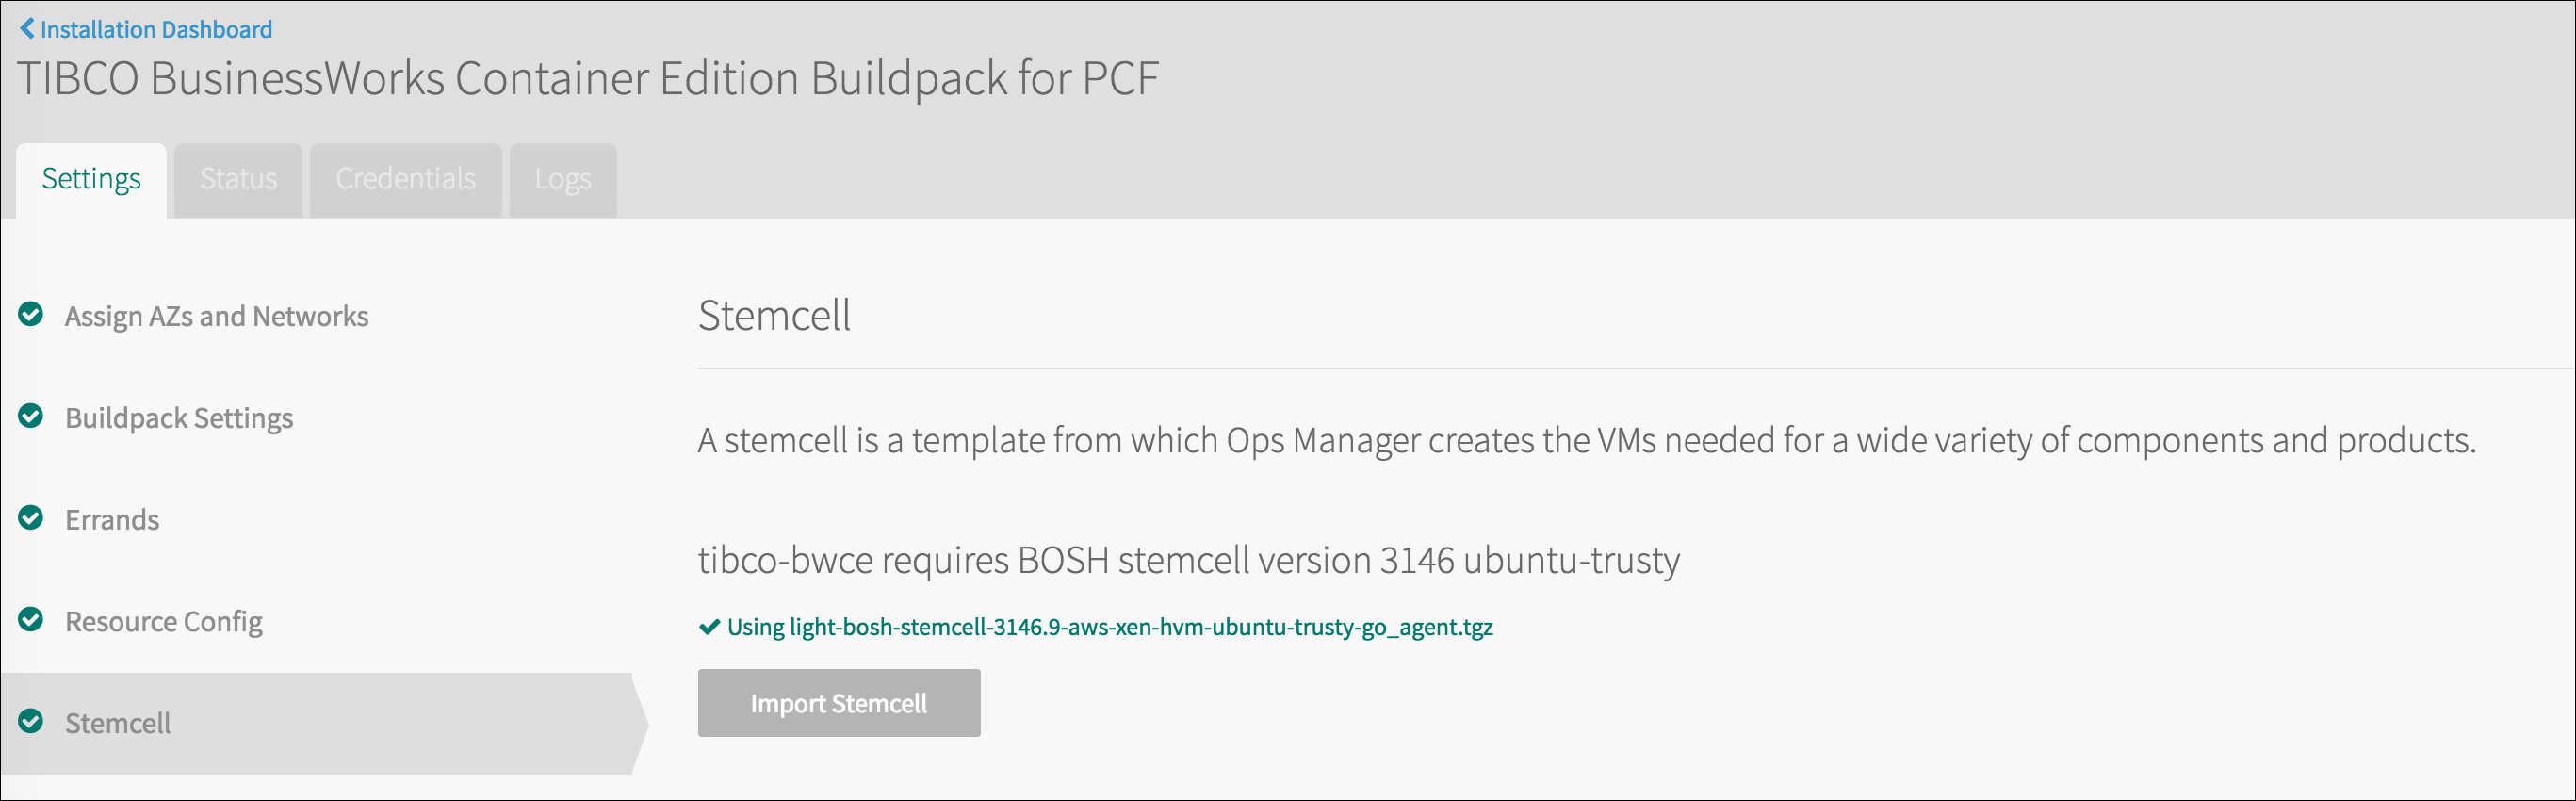 Installation Dashboard
TIBCO BusinessWorks Container Edition Buildpack for PCF
Settings
Status
Credentials
Logs
Assign AZs and Networks
Buildpack Settings
Errands
Resource Config
Stemcell
Stemcell
A stemcell is a template from which Ops Manager creates the VMs needed for a wide variety of components and products.
tibco-bwce requires BOSH stemcell version 3146 ubuntu-trusty
Using light-bosh-stemcell-3146.9-aws-xen-hvm-ubuntu-trusty-go_agent.tgz
Import Stemcell